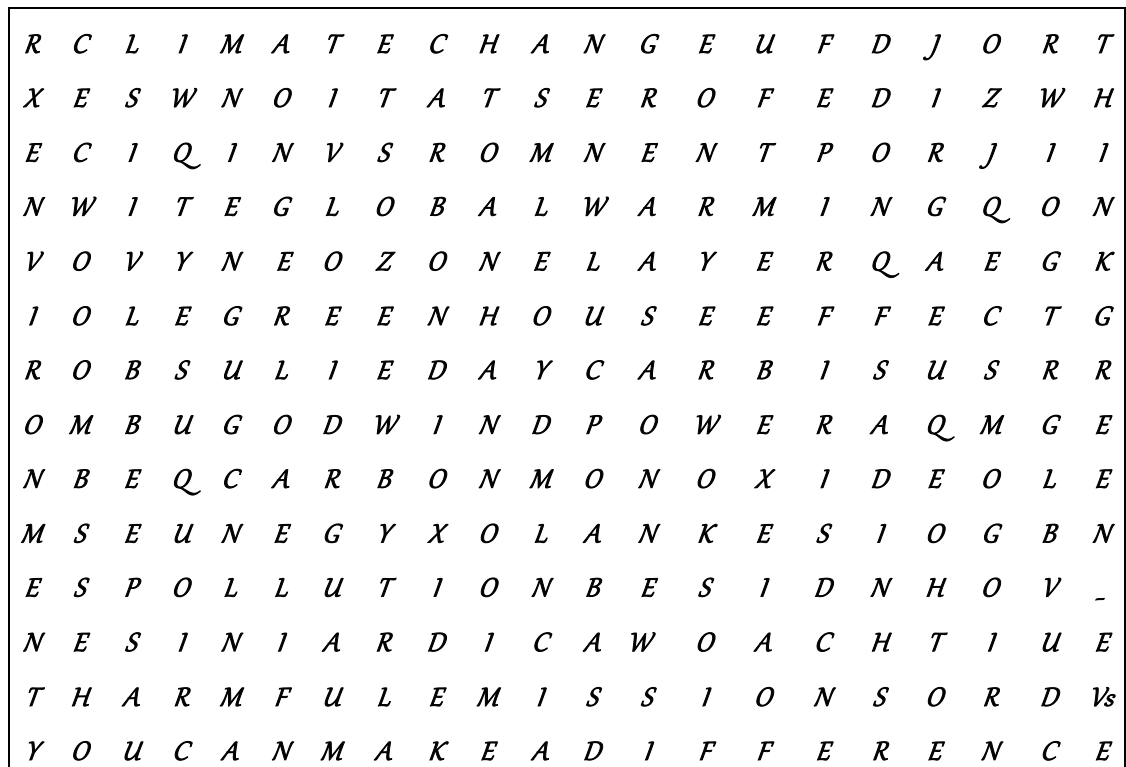 R C L I M A T E C H A N G E U F D J O R T
X E S W N O I T A T S E R O F E D I Z W H
E C I Q I N V S R O M N E N T P O R J I I
N W I T E G L O B A L W A R M I N G Q O N
V O V Y N E O Z O N E L A Y E R Q A E G K
I O L E G R E E N H O U S E E F F E C T G
R O B S U L I E D A Y C A R B I S U S R R
O M B U G O D W I N D P O W E R A Q M G E
N B E Q C A R B O N M O N O X I D E O L E
M S E U N E G Y X O L A N K E S I O G B N
E S P O L L U T I O N B E S I D N H O V _
N E S I N I A R D I C A W O A C H T I U E
T H A R M F U L E M I S S I O N S O R D Vs
Y O U C A N M A K E A D I F F E R E N C E